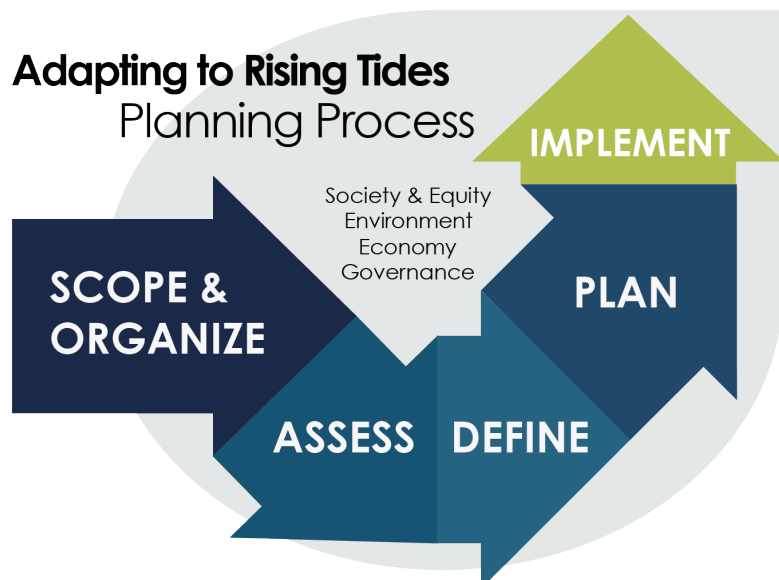 Adapting to Rising Tides
Planning Process
Society & Equity
Environment
Economy
Governance
SCOPE &
ORGANIZE
ASSESS
DEFINE
PLAN
IMPLEMENT